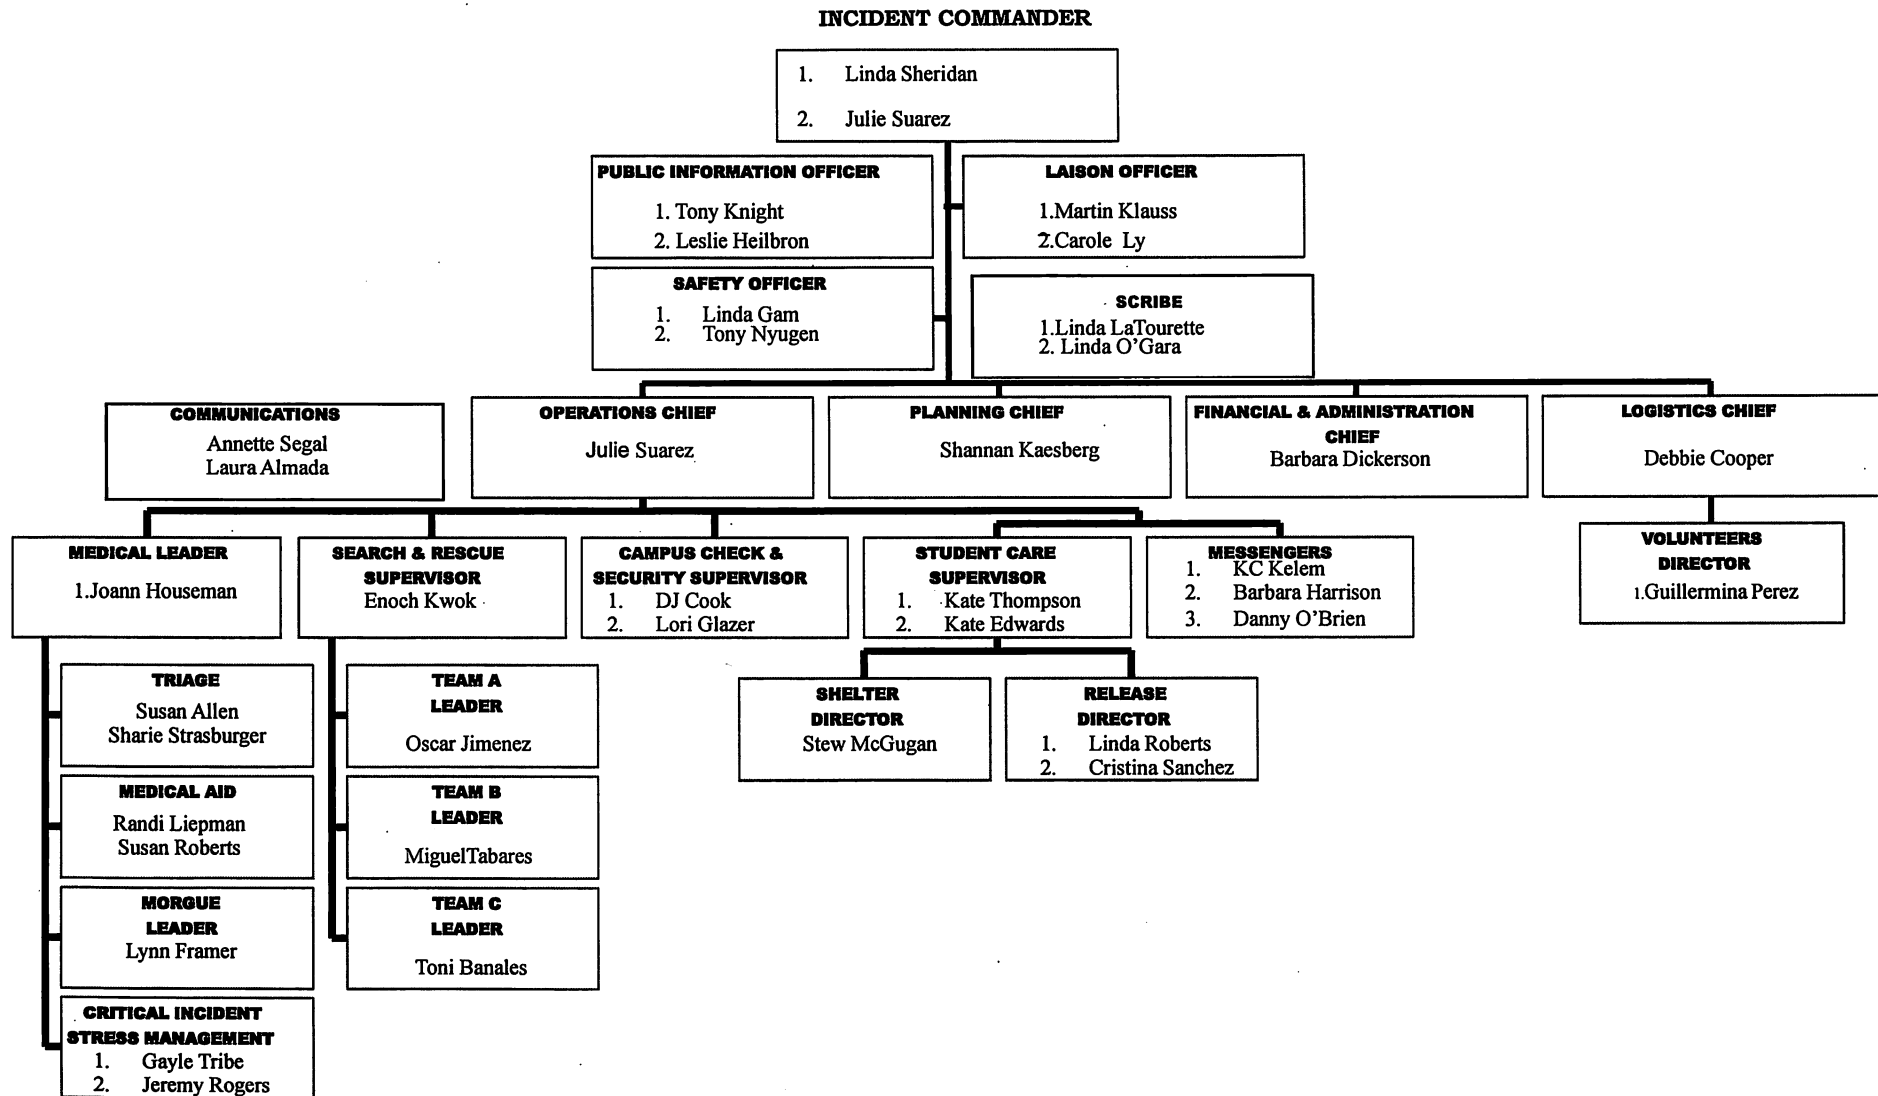 INCIDENT COMMANDER
1. Linda Sheridan
2. Julie Suarez
PUBLIC INFORMATION OFFICER
1. Tony Knight
2. Leslie Heilbron
LAISON OFFICER
1.Martin Klauss
2.Carole Ly
SAFETY OFFICER
1. Linda Gam
2. Tony Nyugen
SCRIBE
1.Linda LaTourette
2. Linda O'Gara
COMMUNICATIONS
Annette Segal
Laura Almada
OPERATIONS CHIEF
Julie Suarez
PLANNING CHIEF
Shannan Kaesberg
FINANCIAL & ADMINISTRATION
CHIEF
Barbara Dickerson
LOGISTICS CHIEF
Debbie Cooper
MEDICAL LEADER
1.Joann Houseman
SEARCH & RESCUE
SUPERVISOR
Enoch Kwok
CAMPUS CHECK &
SECURITY SUPERVISOR
1. DJ Cook
2. Lori Glazer
STUDENT CARE
SUPERVISOR
1. Kate Thompson
2. Kate Edwards
MESSENGERS
1. KC Kelem
2. Barbara Harrison
3. Danny O'Brien
VOLUNTEERS
DIRECTOR
1.Guillermina Perez
TRIAGE
Susan Allen
Sharie Strasburger
TEAM A
LEADER
Oscar Jimenez
SHELTER
DIRECTOR
Stew McGugan
RELEASE
DIRECTOR
1. Linda Roberts
2. Cristina Sanchez
MEDICAL AID
Randi Liepman
Susan Roberts
TEAM B
LEADER
MiguelTabares
MORGUE
LEADER
Lynn Framer
TEAM C
LEADER
Toni Banales
CRITICAL INCIDENT
STRESS MANAGEMENT
1. Gayle Tribe
2. Jeremy Rogers